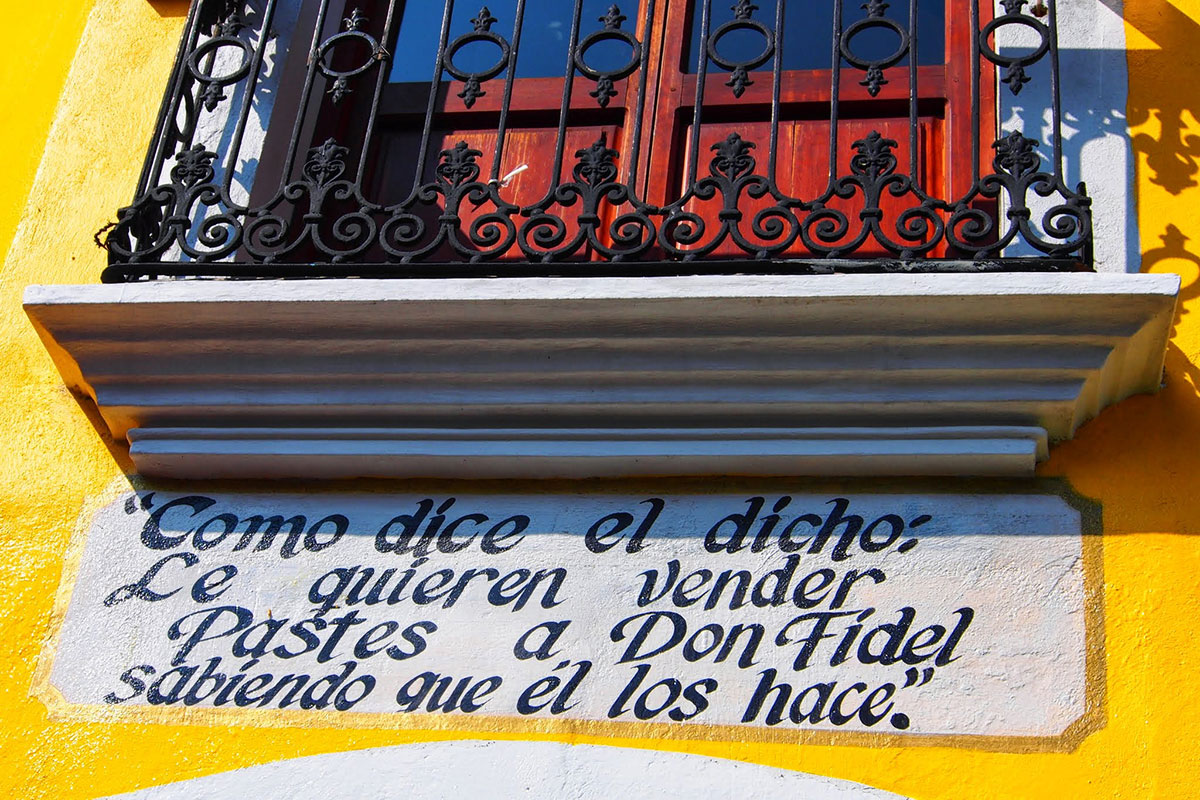 "Como dice el dicho:
Le quieren vender
Pastes a Don Fidel
sabiendo que él los hace".